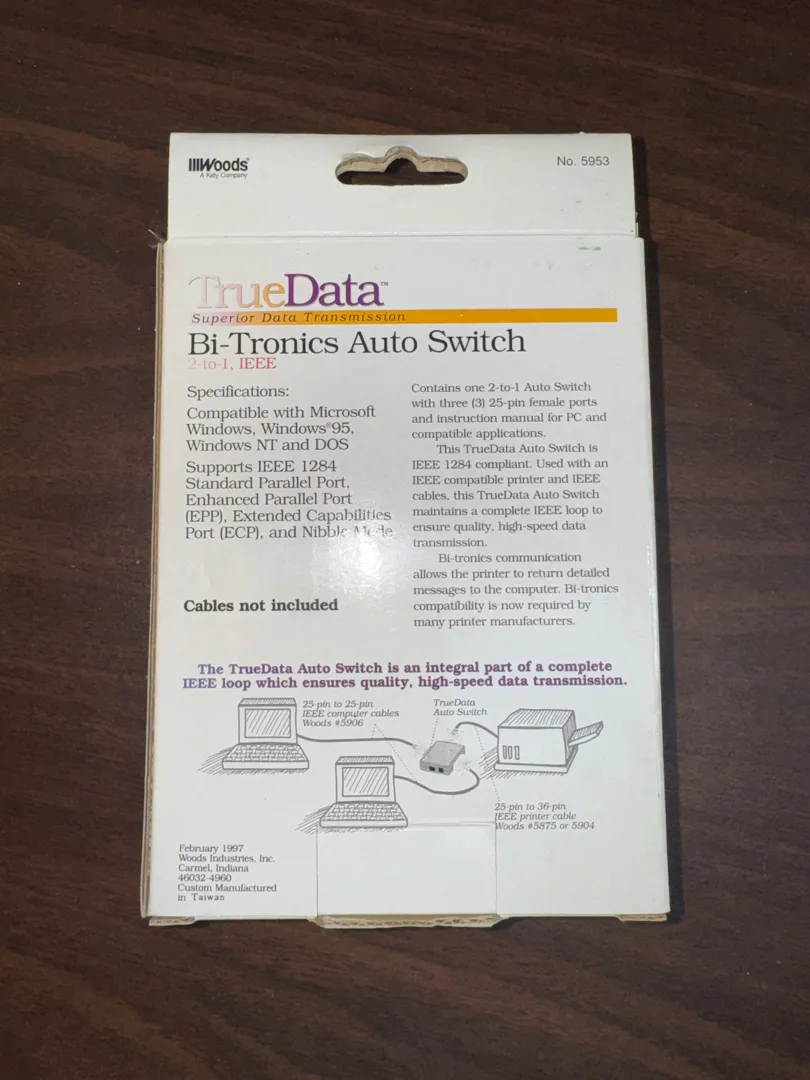 Woods
A Katy Company
No. 5953
TrueData™
Superior Data Transmission
Bi-Tronics Auto Switch
2-to-1, IEEE
Specifications:
Compatible with Microsoft
Windows, Windows®95,
Windows NT and DOS
Supports IEEE 1284
Standard Parallel Port,
Enhanced Parallel Port
(EPP), Extended Capabilities
Port (ECP), and Nibble Mode
Cables not included
Contains one 2-to-1 Auto Switch
with three (3) 25-pin female ports
and instruction manual for PC and
compatible applications.
This TrueData Auto Switch is
IEEE 1284 compliant. Used with an
IEEE compatible printer and IEEE
cables, this TrueData Auto Switch
maintains a complete IEEE loop to
ensure quality, high-speed data
transmission.
Bi-tronics communication
allows the printer to return detailed
messages to the computer. Bi-tronics
compatibility is now required by
many printer manufacturers.
The TrueData Auto Switch is an integral part of a complete
IEEE loop which ensures quality, high-speed data transmission.
25-pin to 25-pin
IEEE computer cables
Woods #5906
TrueData
Auto Switch
25-pin to 36-pin
IEEE printer cable
Woods #5875 or 5904
February 1997
Woods Industries, Inc.
Carmel, Indiana
46032-4960
Custom Manufactured
in Taiwan